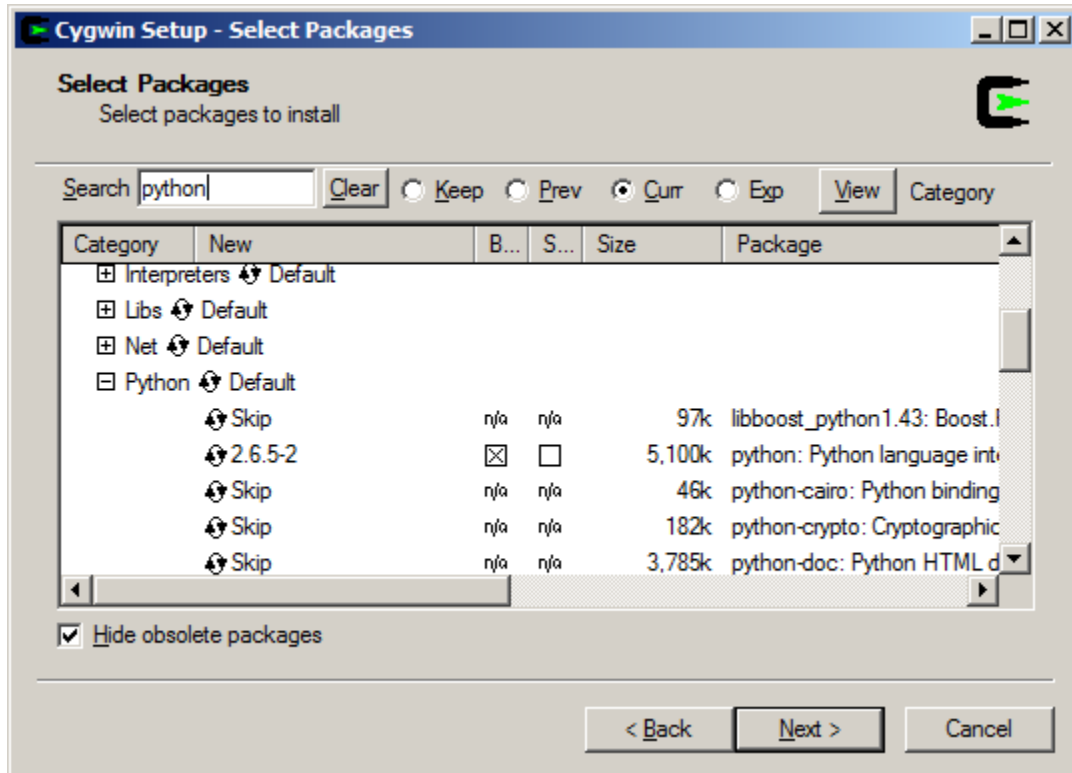 Cygwin Setup - Select Packages
Select Packages
Select packages to install
Search python Clear Keep Prev Curr Exp View Category
Category New B... S... Size Package
Interpreters Default
Libs Default
Net Default
Python Default
Skip n/a n/a 97k libboost_python1.43: Boost.
2.6.5-2 5,100k python: Python language int
Skip n/a n/a 46k python-cairo: Python binding
Skip n/a n/a 182k python-crypto: Cryptographic
Skip n/a n/a 3,785k python-doc: Python HTML d
Hide obsolete packages
< Back Next > Cancel